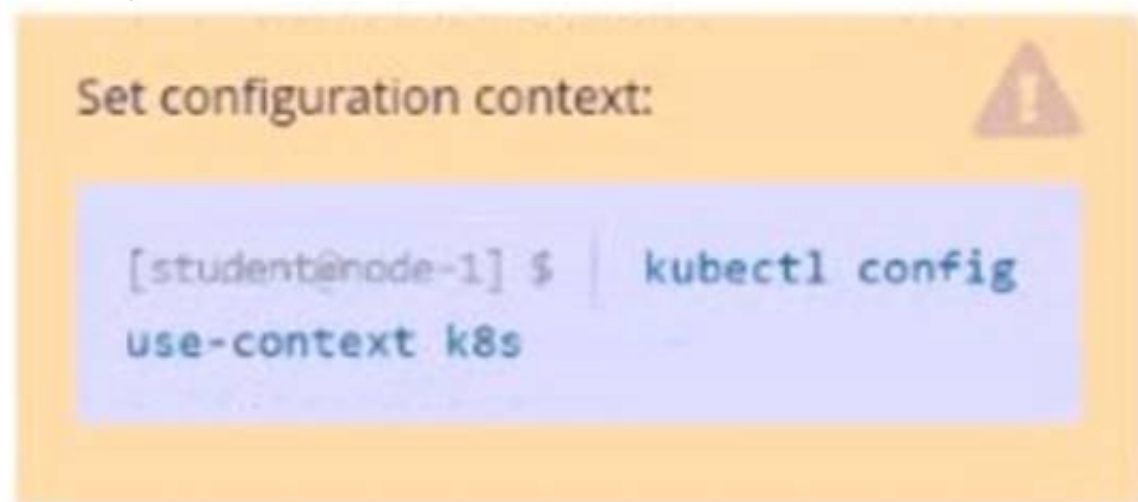 Set configuration context:
[student@node-1] $ | kubectl config
use-context k8s